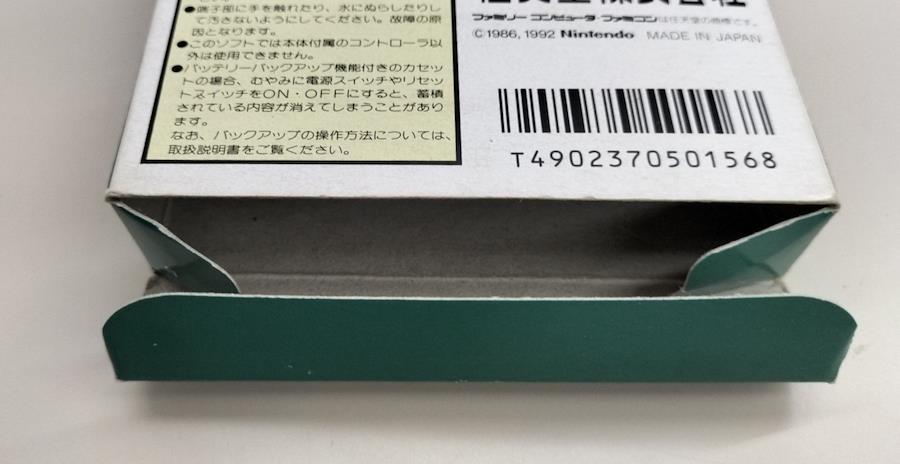 ●端子部に手を触れたり、水にぬらしたりし
て汚さないようにしてください。故障の原
因となります。
●このソフトでは本体付属のコントローラ以
外は使用できません。
●バッテリーバックアップ機能付きのカセッ
トの場合、むやみに電源スイッチやリセッ
トスイッチをON・OFFにすると、蓄積
されている内容が消えてしまうことがあり
ます。
なお、バックアップの操作方法については、
取扱説明書をご覧ください。
ファミリーコンピュータ・ファミコンは任天堂の商標です。
©1986, 1992 Nintendo MADE IN JAPAN
T4902370501568